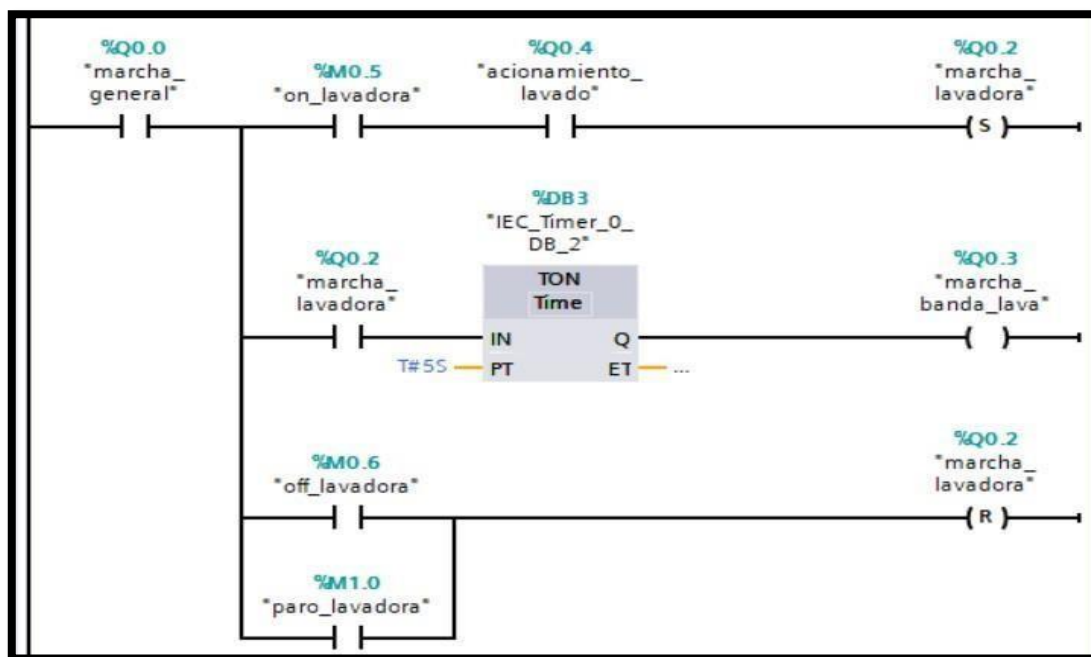 %Q0.0
"marcha_
general"
%M0.5
"on_lavadora"
%Q0.4
"acionamiento_
lavado"
%Q0.2
"marcha_
lavadora"
S
%DB3
"IEC_Timer_0_
DB_2"
TON
Time
IN
Q
T#5S
PT
ET
...
%Q0.2
"marcha_
lavadora"
%Q0.3
"marcha_
banda_lava"
%M0.6
"off_lavadora"
%Q0.2
"marcha_
lavadora"
R
%M1.0
"paro_lavadora"